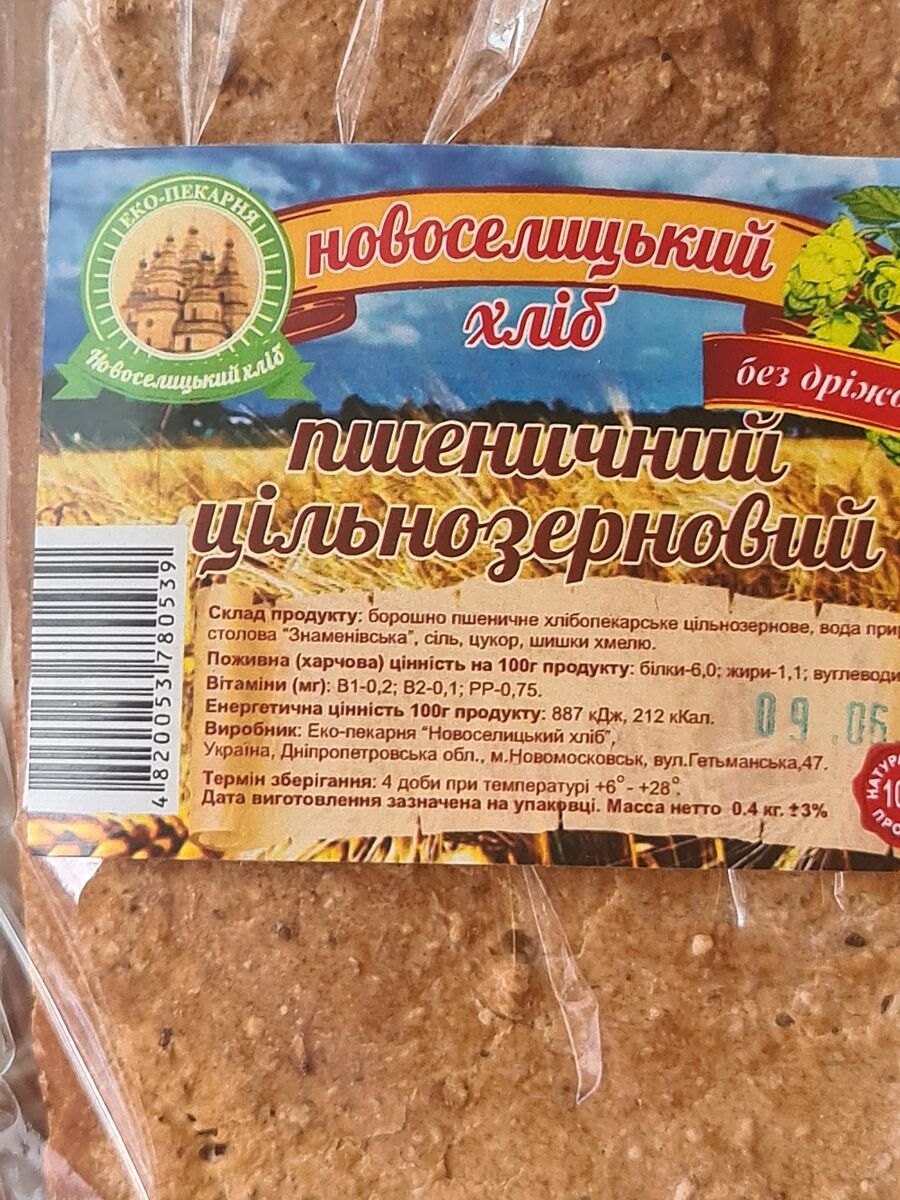 ЕКО-ПЕКАРНЯ
Новоселицький хліб
новоселицький
хліб
без
пшеничний
цільнозерновий
Склад продукту: борошно пшеничне хлібопекарське цільнозернове, вода
столова "Знаменівська", сіль, цукор, шишки хмелю.
Поживна (харчова) цінність на 100г продукту: білки-6,0; жири-1,1;
Вітаміни (мг): В1-0,2; В2-0,1; РР-0,75.
Енергетична цінність 100г продукту: 887 кДж, 212 кКал.
09.06
Виробник: Еко-пекарня "Новоселицький хліб",
Україна, Дніпропетровська обл., м.Новомосковськ, вул.Гетьманська,47.
Термін зберігання: 4 доби при температурі +6° - +28°.
Дата виготовлення зазначена на упаковці. Масса нетто 0.4 кг. ±3%
4 820053 780539